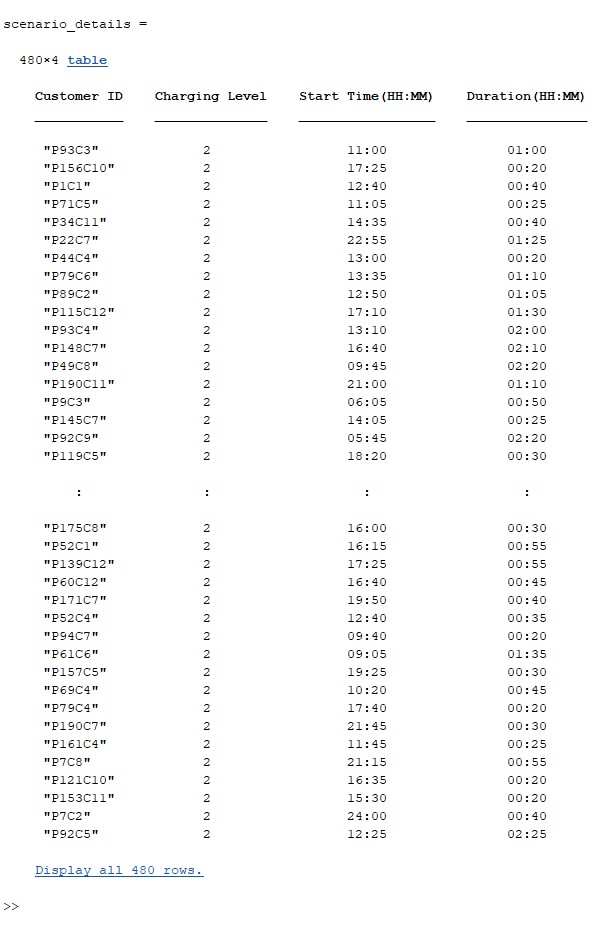 scenario_details =
480×4 table
Customer ID Charging Level Start Time(HH:MM) Duration(HH:MM)
"P93C3" 2 11:00 01:00
"P156C10" 2 17:25 00:20
"P1C1" 2 12:40 00:40
"P71C5" 2 11:05 00:25
"P34C11" 2 14:35 00:40
"P22C7" 2 22:55 01:25
"P44C4" 2 13:00 00:20
"P79C6" 2 13:35 01:10
"P89C2" 2 12:50 01:05
"P115C12" 2 17:10 01:30
"P93C4" 2 13:10 02:00
"P148C7" 2 16:40 02:10
"P49C8" 2 09:45 02:20
"P190C11" 2 21:00 01:10
"P9C3" 2 06:05 00:50
"P145C7" 2 14:05 00:25
"P92C9" 2 05:45 02:20
"P119C5" 2 18:20 00:30
: : : :
"P175C8" 2 16:00 00:30
"P52C1" 2 16:15 00:55
"P139C12" 2 17:25 00:55
"P60C12" 2 16:40 00:45
"P171C7" 2 19:50 00:40
"P52C4" 2 12:40 00:35
"P94C7" 2 09:40 00:20
"P61C6" 2 09:05 01:35
"P157C5" 2 19:25 00:30
"P69C4" 2 10:20 00:45
"P79C4" 2 17:40 00:20
"P190C7" 2 21:45 00:30
"P161C4" 2 11:45 00:25
"P7C8" 2 21:15 00:55
"P121C10" 2 16:35 00:20
"P153C11" 2 15:30 00:20
"P7C2" 2 24:00 00:40
"P92C5" 2 12:25 02:25
Display all 480 rows.
>>